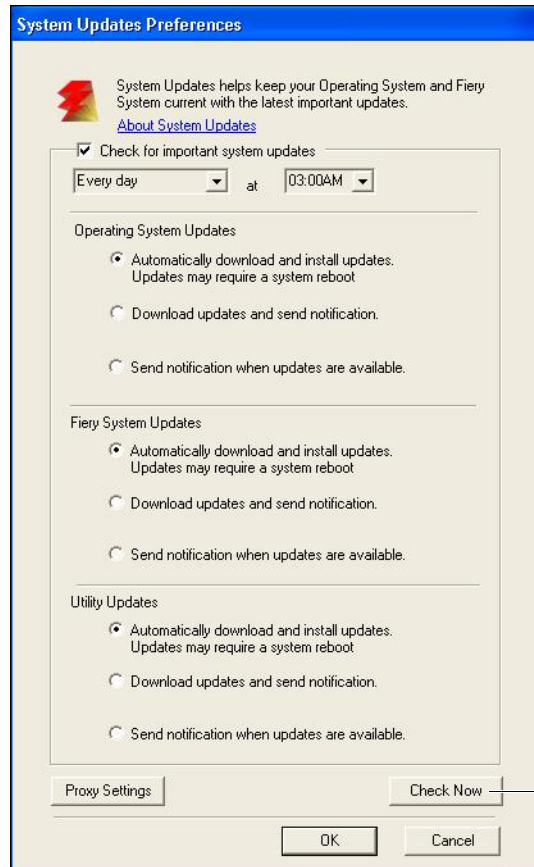 System Updates Preferences
System Updates helps keep your Operating System and Fiery
System current with the latest important updates.
About System Updates
Check for important system updates
Every day at 03:00AM
Operating System Updates
Automatically download and install updates.
Updates may require a system reboot
Download updates and send notification.
Send notification when updates are available.
Fiery System Updates
Automatically download and install updates.
Updates may require a system reboot
Download updates and send notification.
Send notification when updates are available.
Utility Updates
Automatically download and install updates.
Updates may require a system reboot
Download updates and send notification.
Send notification when updates are available.
Proxy Settings Check Now
OK Cancel